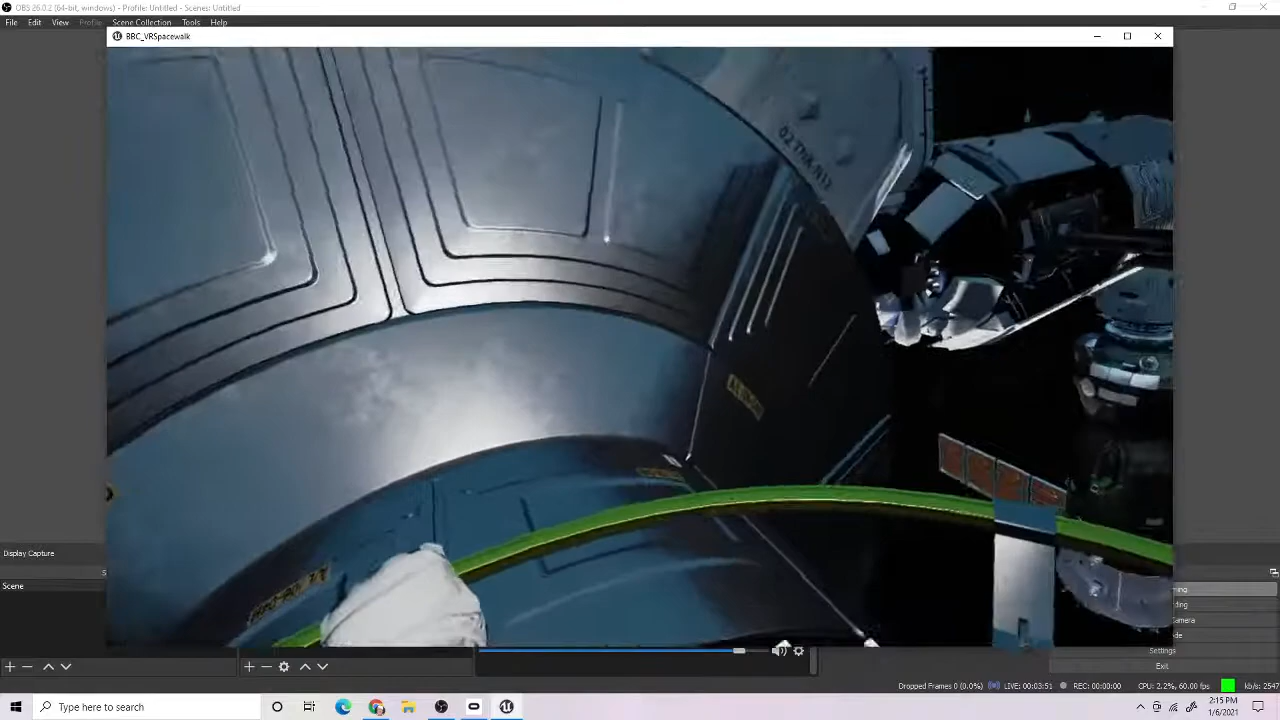 OBS 26.0.2 (64-bit, windows) - Profile: Untitled - Scenes: Untitled
File Edit View Profile Scene Collection Tools Help
BBC_VRSpacewalk
Display Capture
Scene
Settings
Exit
Dropped Frames 0 (0.0%) LIVE: 00:03:51 REC: 00:00:00 CPU: 2.2%, 60.00 fps kb/s: 2547
Type here to search
2:15 PM
1/6/2021